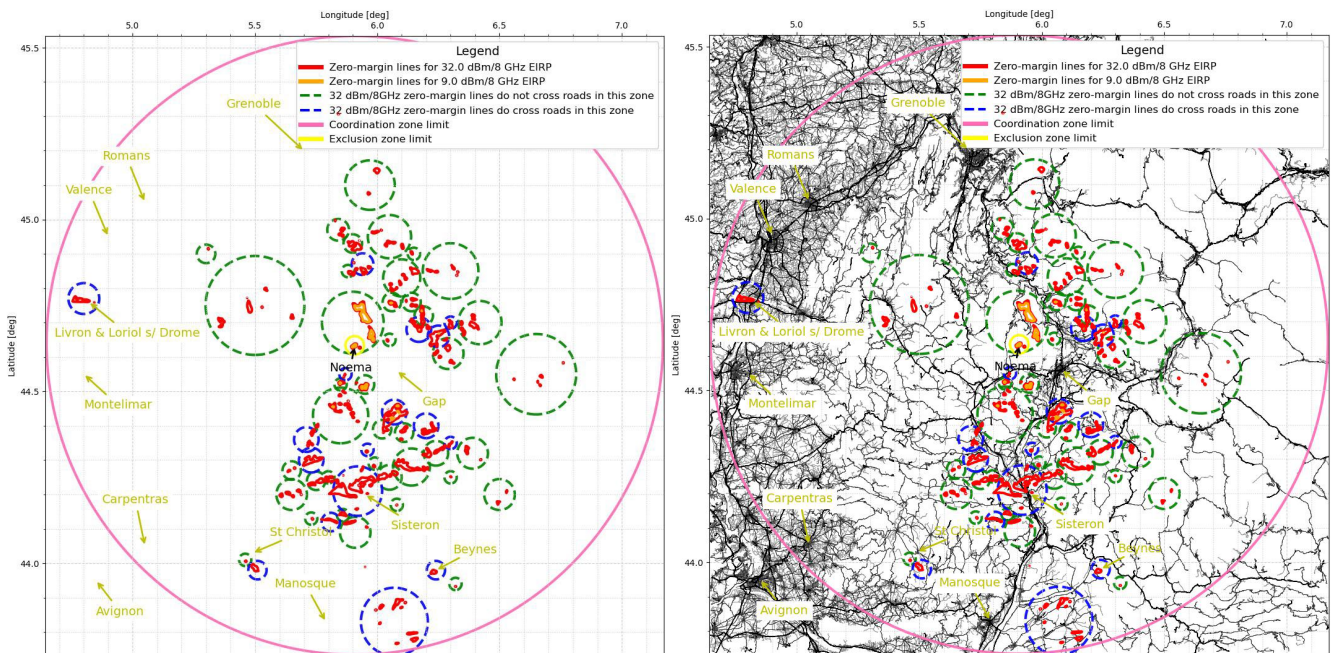 Longitude [deg]
5.0 5.5 6.0 6.5 7.0
45.5
45.0
44.5
44.0
Latitude [deg]
Legend
Zero-margin lines for 32.0 dBm/8 GHz EIRP
Zero-margin lines for 9.0 dBm/8 GHz EIRP
32 dBm/8GHz zero-margin lines do not cross roads in this zone
32 dBm/8GHz zero-margin lines do cross roads in this zone
Coordination zone limit
Exclusion zone limit
Grenoble
Romans
Valence
Livron & Loriol s/ Drome
Noema
Montelimar
Gap
Carpentras
Sisteron
St Christol
Beynes
Manosque
Avignon
Longitude [deg]
5.0 5.5 6.0 6.5 7.0
45.5
45.0
44.5
44.0
Latitude [deg]
Legend
Zero-margin lines for 32.0 dBm/8 GHz EIRP
Zero-margin lines for 9.0 dBm/8 GHz EIRP
32 dBm/8GHz zero-margin lines do not cross roads in this zone
32 dBm/8GHz zero-margin lines do cross roads in this zone
Coordination zone limit
Exclusion zone limit
Grenoble
Romans
Valence
Livron & Loriol s/ Drome
Noema
Montelimar
Gap
Carpentras
Sisteron
St Christol
Beynes
Manosque
Avignon